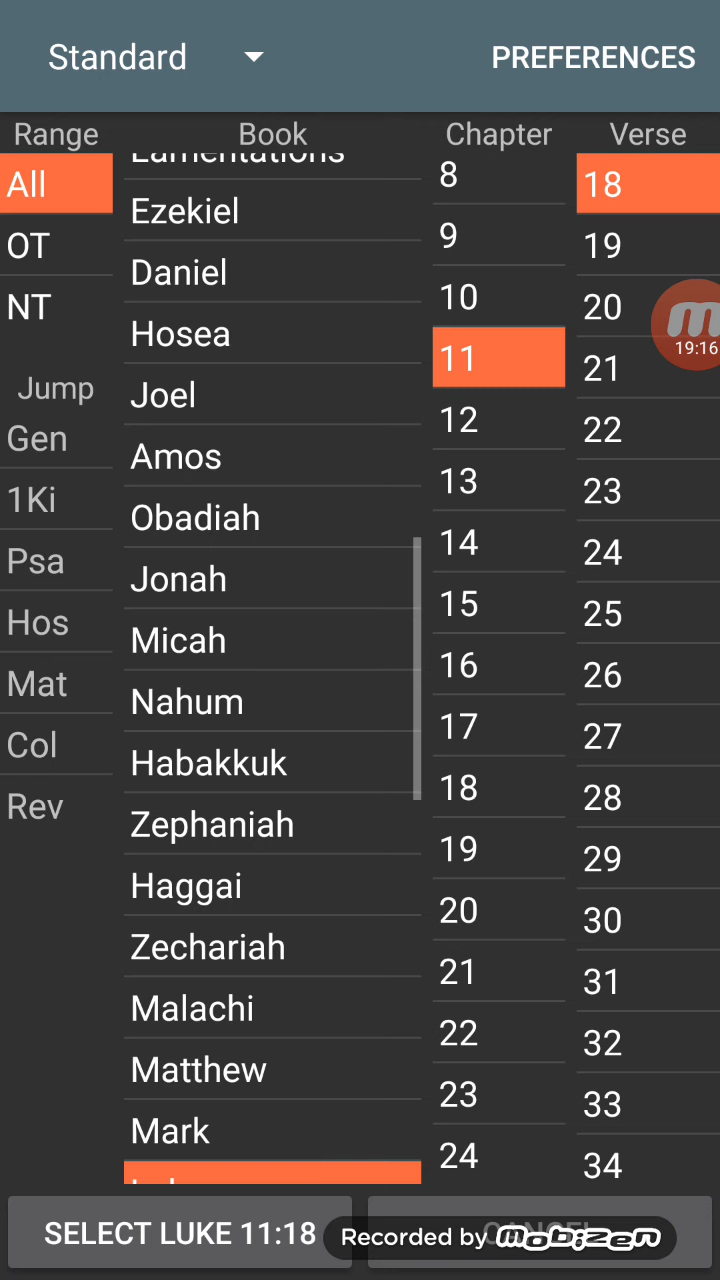 Standard
PREFERENCES
Range
Book
Chapter
Verse
All
OT
NT
Jump
Gen
1Ki
Psa
Hos
Mat
Col
Rev
Lamentations
Ezekiel
Daniel
Hosea
Joel
Amos
Obadiah
Jonah
Micah
Nahum
Habakkuk
Zephaniah
Haggai
Zechariah
Malachi
Matthew
Mark
8
9
10
11
12
13
14
15
16
17
18
19
20
21
22
23
24
18
19
20
21
22
23
24
25
26
27
28
29
30
31
32
33
34
19:16
SELECT LUKE 11:18
CANCEL
Recorded by Mobizen